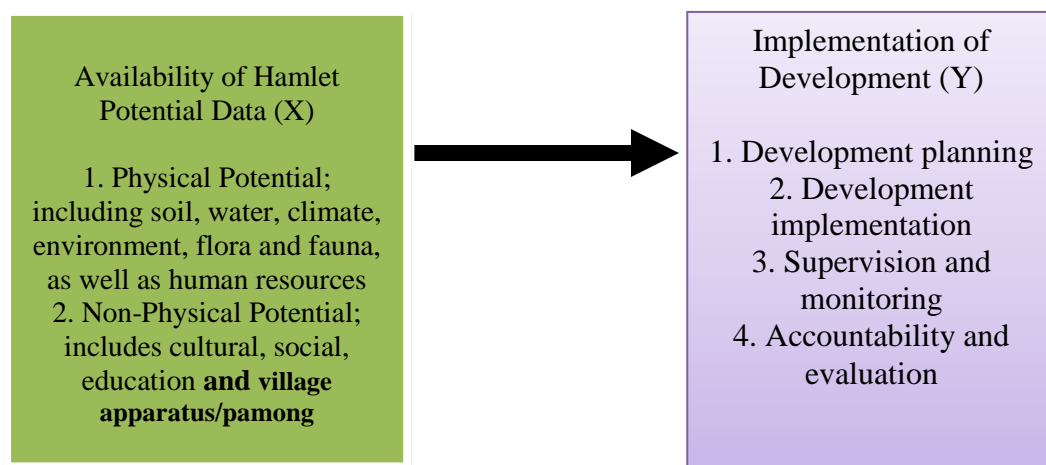 Availability of Hamlet
Potential Data (X)
1. Physical Potential;
including soil, water, climate,
environment, flora and fauna,
as well as human resources
2. Non-Physical Potential;
includes cultural, social,
education and village
apparatus/pamong
Implementation of
Development (Y)
1. Development planning
2. Development
implementation
3. Supervision and
monitoring
4. Accountability and
evaluation